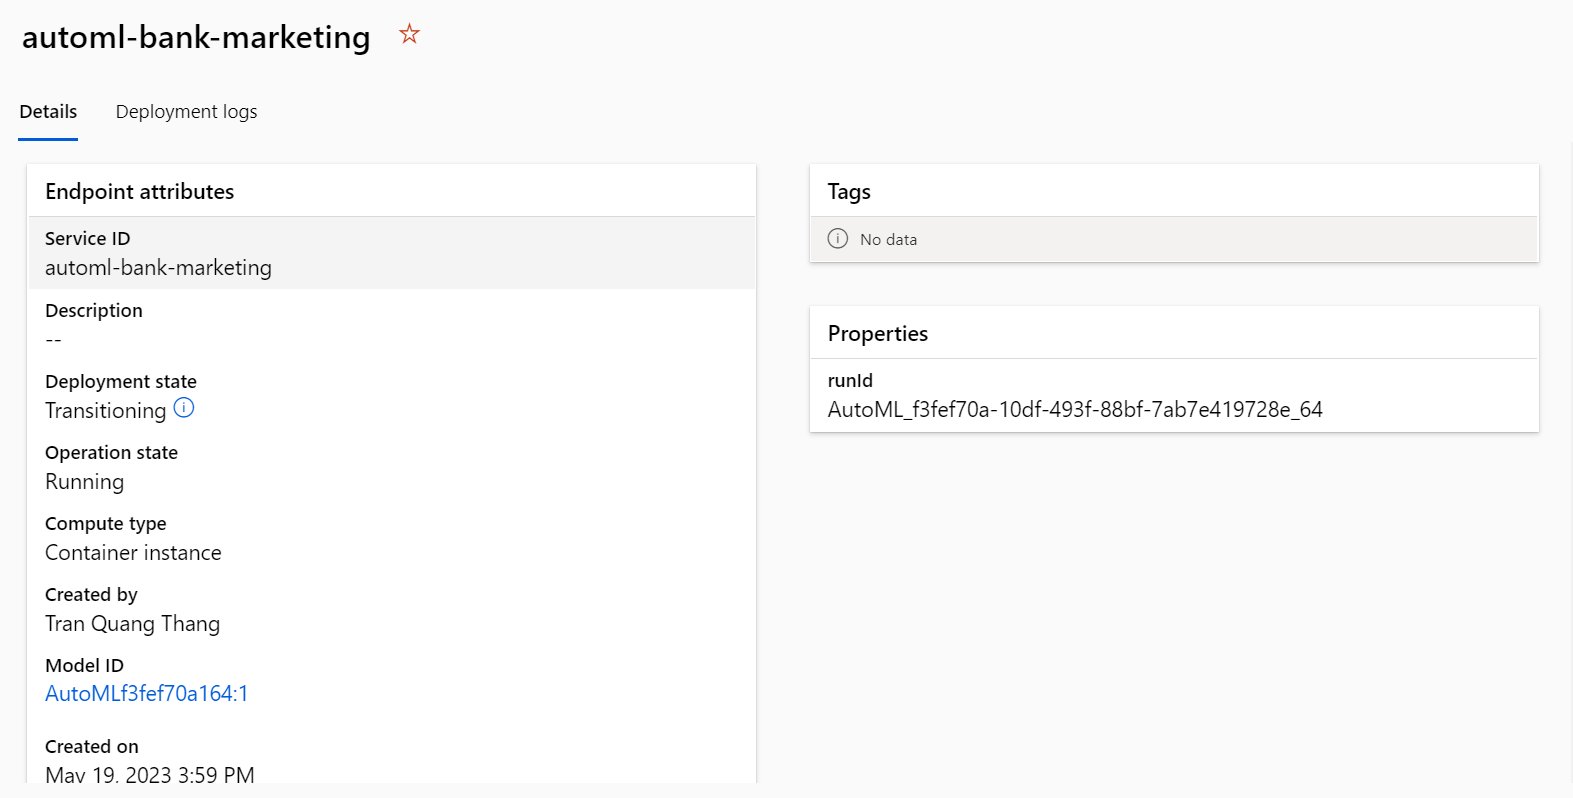 automl-bank-marketing
Details
Deployment logs
Endpoint attributes
Service ID
automl-bank-marketing
Description
--
Deployment state
Transitioning
Operation state
Running
Compute type
Container instance
Created by
Tran Quang Thang
Model ID
AutoMLf3fef70a164:1
Created on
May 19, 2023 3:59 PM
Tags
No data
Properties
runId
AutoML_f3fef70a-10df-493f-88bf-7ab7e419728e_64